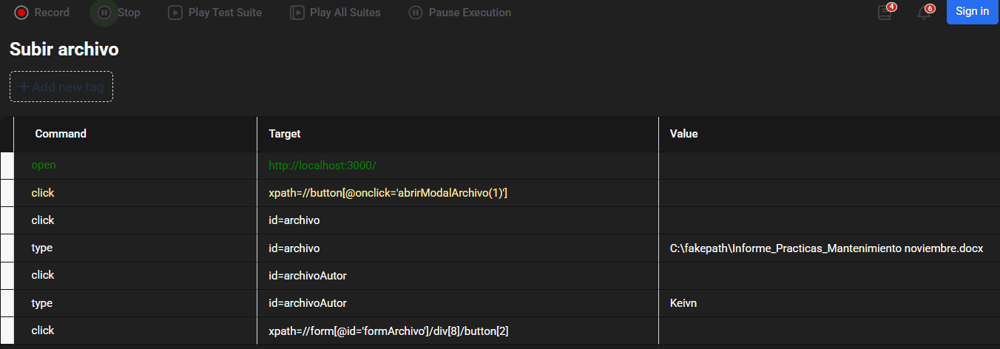 Record Stop Play Test Suite Play All Suites Pause Execution 4 6 Sign in
Subir archivo
+ Add new tag
Command Target Value
open http://localhost:3000/
click xpath=//button[@onclick='abrirModalArchivo(1)']
click id=archivo
type id=archivo C:\fakepath\Informe_Practicas_Mantenimiento noviembre.docx
click id=archivoAutor
type id=archivoAutor Keivn
click xpath=//form[@id='formArchivo']/div[8]/button[2]